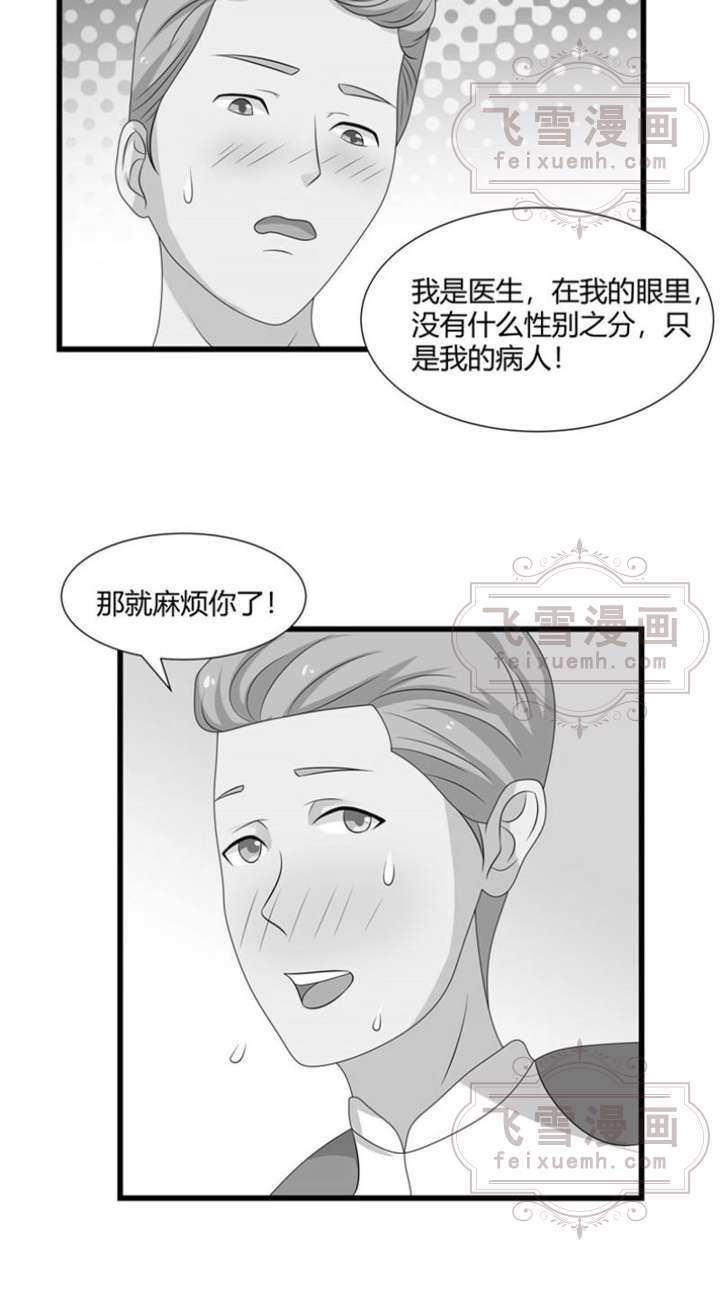 飞雪漫画
feixuemh.com
我是医生，在我的眼里，
没有什么性别之分，只
是我的病人！
那就麻烦你了！
飞雪漫画
feixuemh.com
飞雪漫画
feixuemh.com